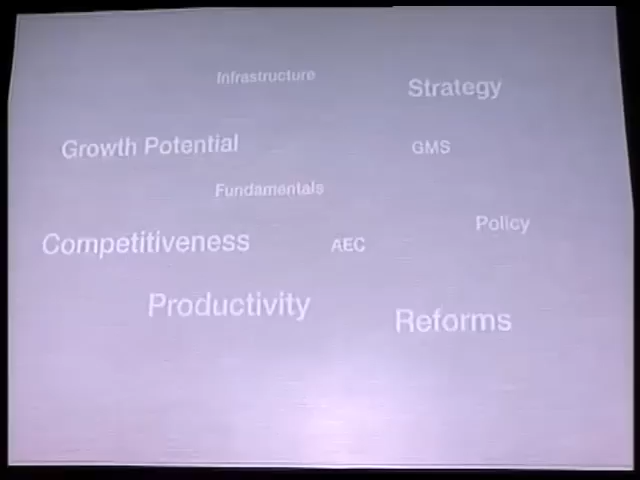 Infrastructure
Strategy
Growth Potential
GMS
Fundamentals
Policy
Competitiveness
AEC
Productivity
Reforms